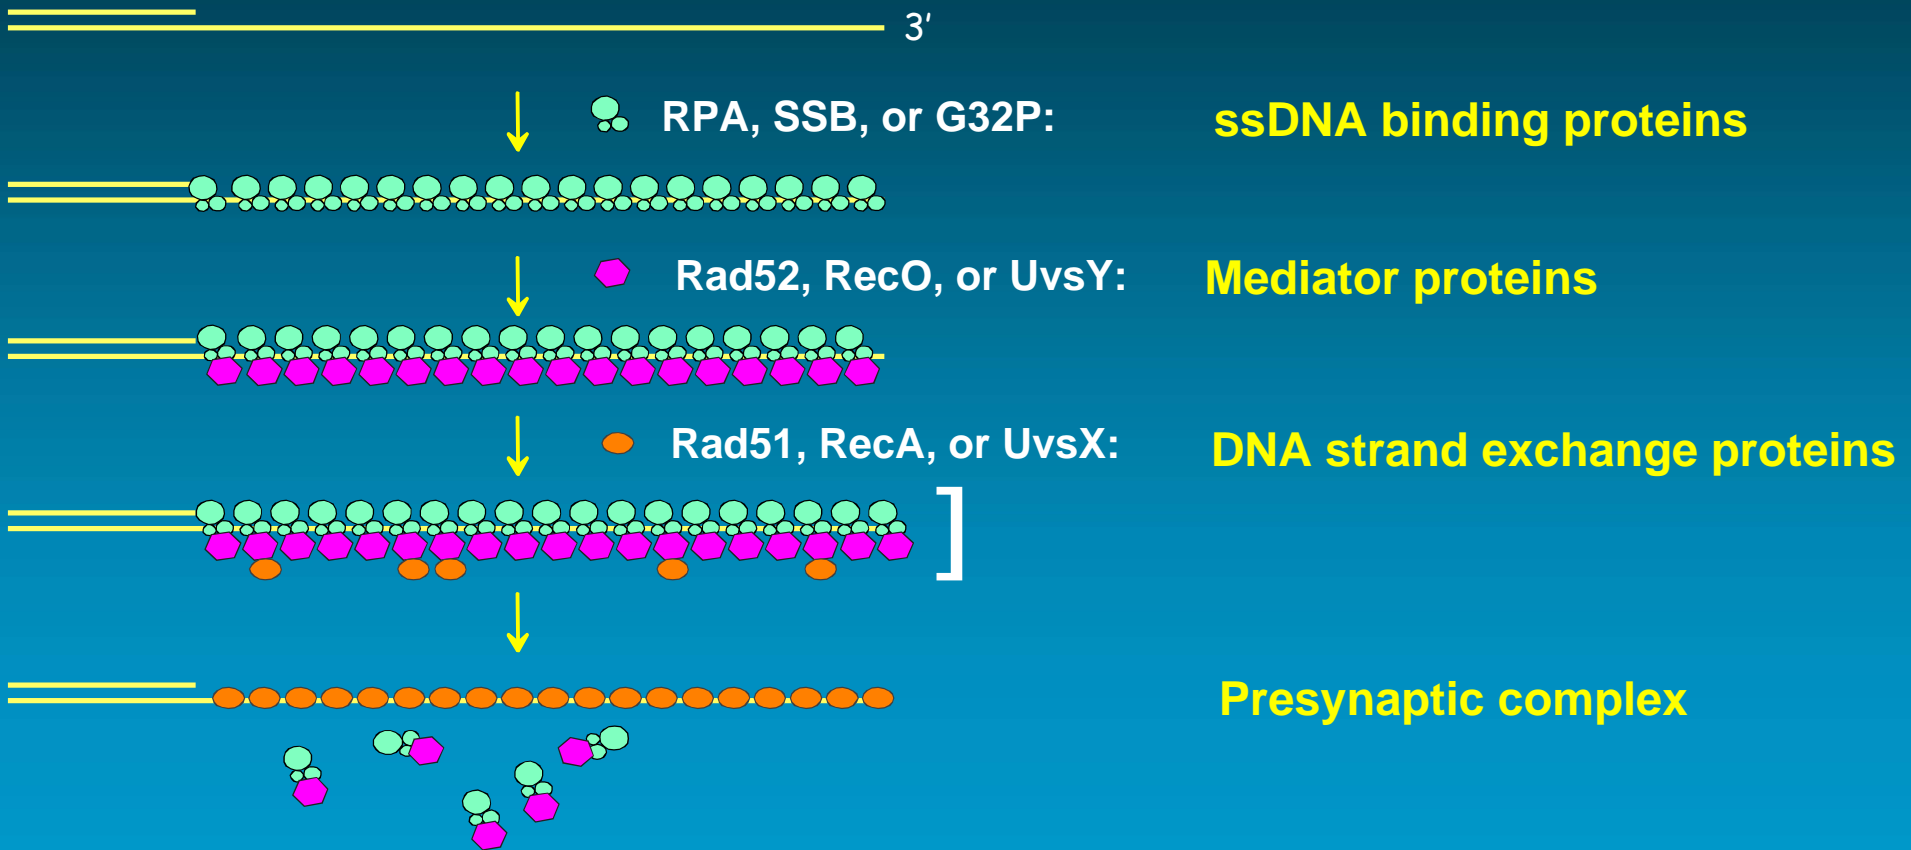 3'
RPA, SSB, or G32P: ssDNA binding proteins
Rad52, RecO, or UvsY: Mediator proteins
Rad51, RecA, or UvsX: DNA strand exchange proteins
]
Presynaptic complex